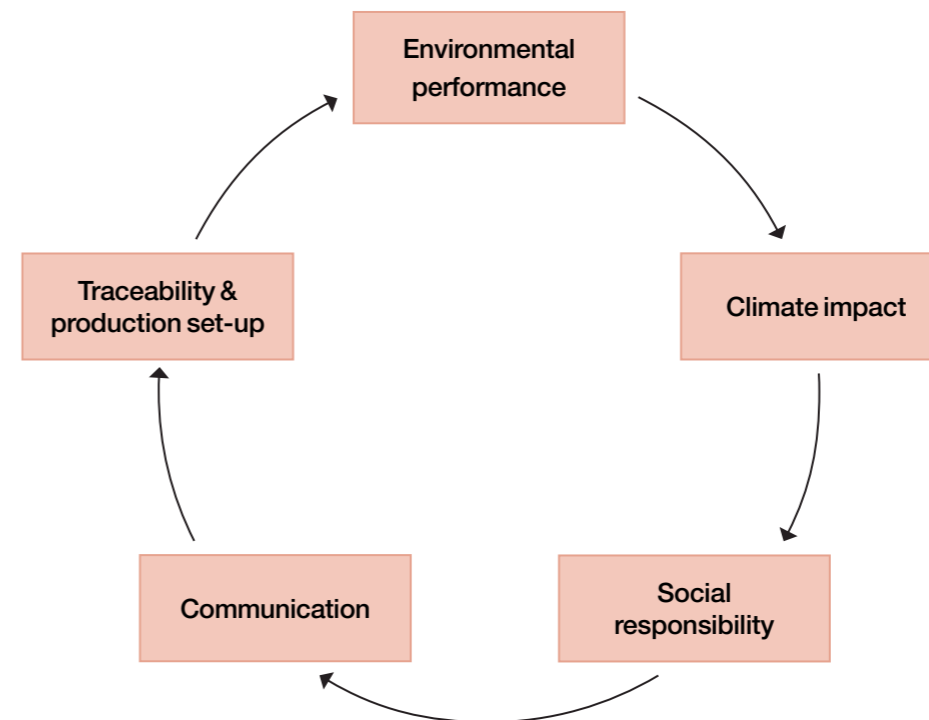 Environmental
performance
Climate impact
Social
responsibility
Communication
Traceability &
production set-up